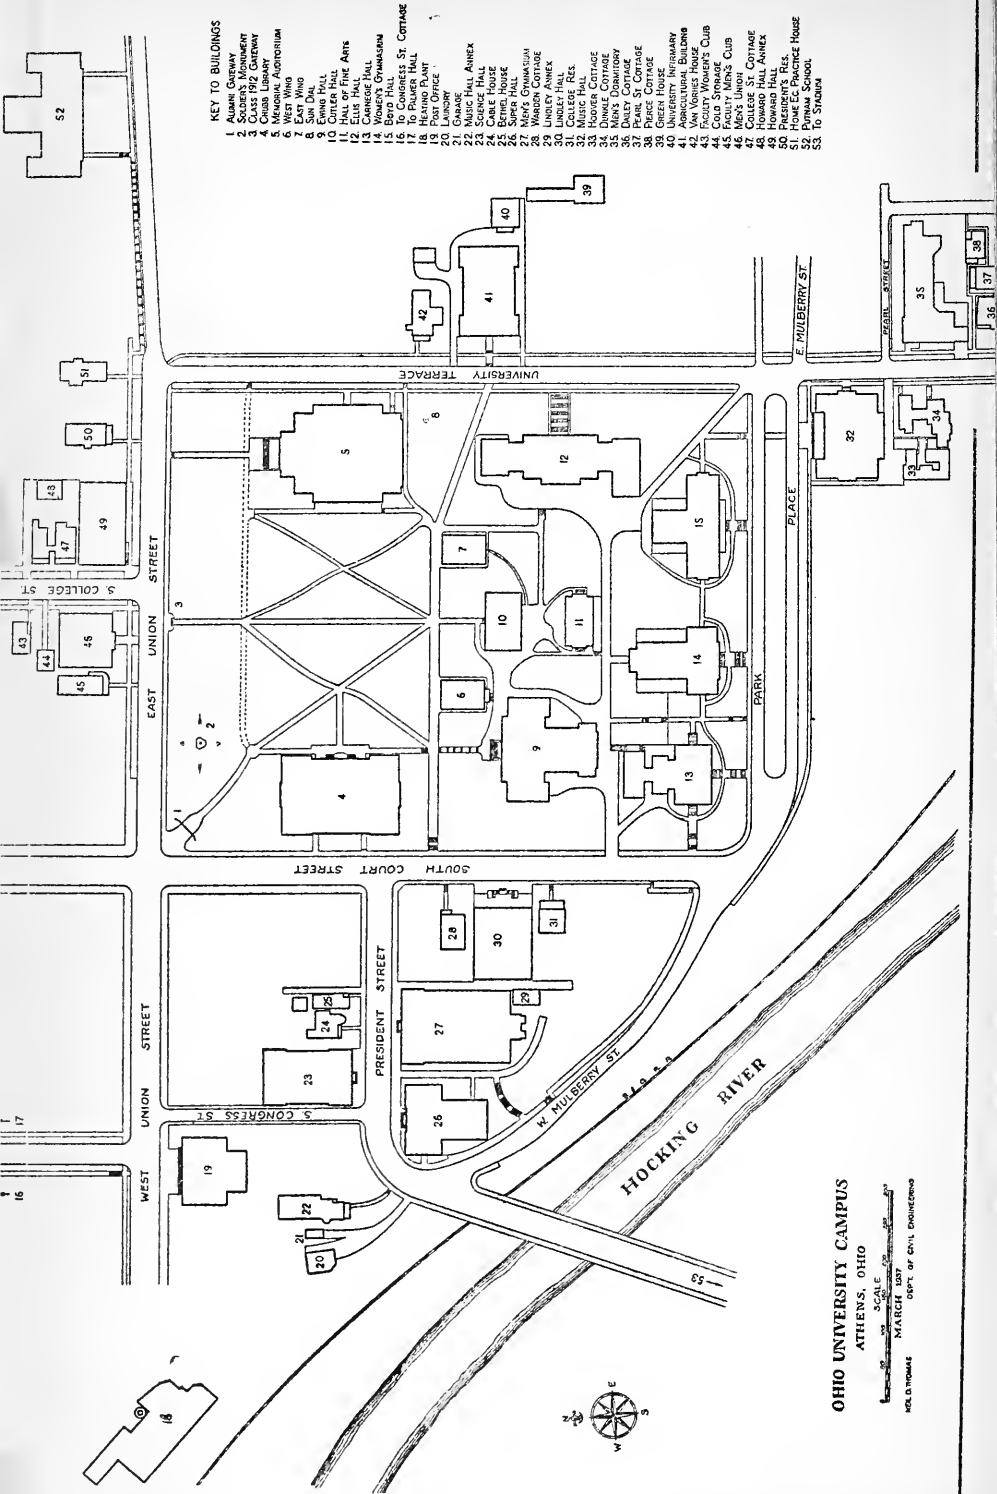 KEY TO BUILDINGS
1. ALUMNI GATEWAY
2. SOLDIERS MONUMENT
3. CLASS 1912 GATEWAY
4. CHUBB LIBRARY
5. MEMORIAL AUDITORIUM
6. WEST WING
7. EAST WING
8. SUN DIAL
9. EWING HALL
10. CUTLER HALL
11. HALL OF FINE ARTS
12. ELLIS HALL
13. CARNEGIE HALL
14. WOMEN'S GYMNASIUM
15. BOYD HALL
16. TO CONGRESS ST. COTTAGE
17. TO PALMER HALL
18. HEATING PLANT
19. POST OFFICE
20. LAUNDRY
21. GARAGE
22. MUSIC HALL ANNEX
23. SCIENCE HALL
24. CABLE HOUSE
25. BETHEL HOUSE
26. SUPER HALL
27. MEN'S GYMNASIUM
28. WARDEN COTTAGE
29. LINDLEY ANNEX
30. LINDLEY HALL
31. COLLEGE RES.
32. MUSIC HALL
33. HOOVER COTTAGE
34. DUNKLE COTTAGE
35. MEN'S DORMITORY
36. DAILEY COTTAGE
37. PEARL ST. COTTAGE
38. PIERCE COTTAGE
39. GREEN HOUSE
40. UNIVERSITY INFIRMARY
41. AGRICULTURAL BUILDING
42. VAN VORHES HOUSE
43. FACULTY WOMEN'S CLUB
44. COLD STORAGE
45. FACULTY MEN'S CLUB
46. MEN'S UNION
47. COLLEGE ST. COTTAGE
48. HOWARD HALL ANNEX
49. HOWARD HALL
50. PRESIDENT'S RES.
51. HOME EC. PRACTICE HOUSE
52. PUTNAM SCHOOL
53. TO STADIUM
52
51
50
48
47
49
S. COLLEGE ST.
43
44
46
45
EAST UNION STREET
UNIVERSITY TERRACE
42
41
40
39
E. MULBERRY ST.
PEARL STREET
35
38
37
36
34
33
32
PARK PLACE
1
2
3
4
5
6
7
8
9
10
11
12
13
14
15
SOUTH COURT STREET
PRESIDENT STREET
28
30
31
29
27
26
25
24
23
S. CONGRESS ST.
WEST UNION STREET
17
16
19
22
21
20
18
W. MULBERRY ST.
HOCKING RIVER
53
N
E
S
W
OHIO UNIVERSITY CAMPUS
ATHENS, OHIO
SCALE
MARCH 1937
NEIL D. THOMAS DEPT. OF CIVIL ENGINEERING